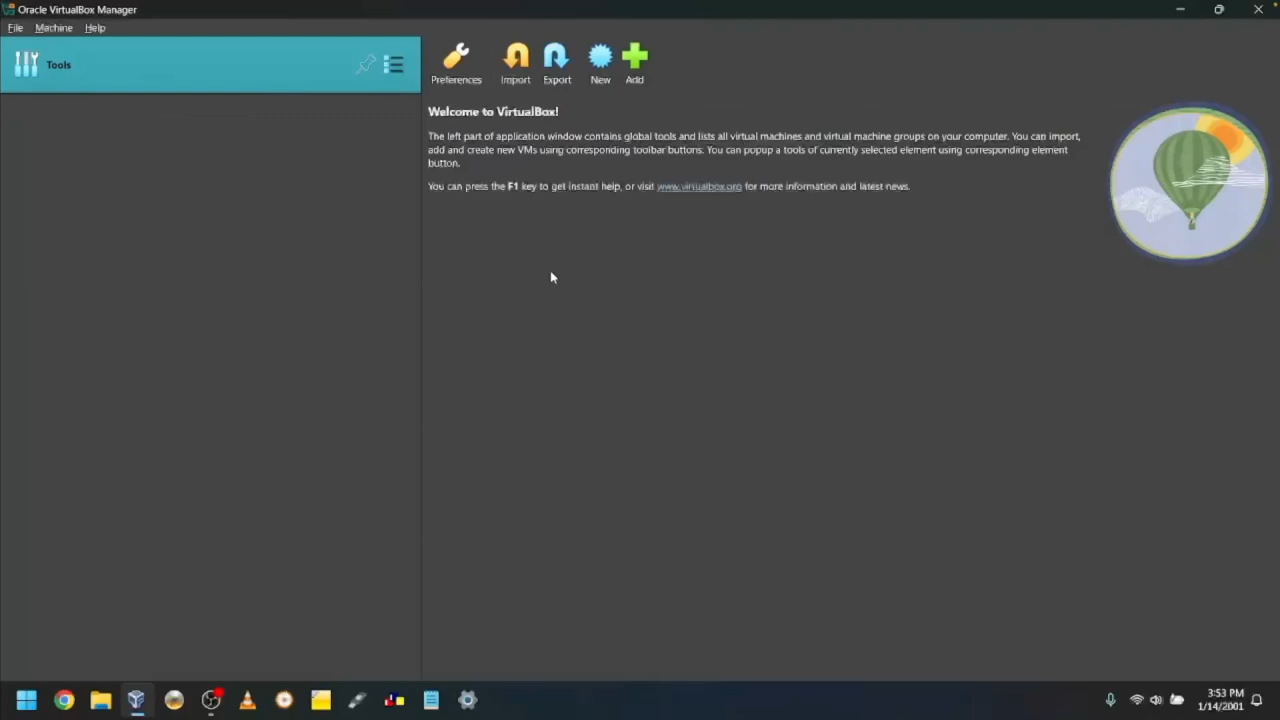 Oracle VirtualBox Manager
File Machine Help
Tools
Preferences Import Export New Add
Welcome to VirtualBox!
The left part of application window contains global tools and lists all virtual machines and virtual machine groups on your computer. You can import,
add and create new VMs using corresponding toolbar buttons. You can popup a tools of currently selected element using corresponding element
button.
You can press the F1 key to get instant help, or visit www.virtualbox.org for more information and latest news.
3:53 PM
1/14/2001